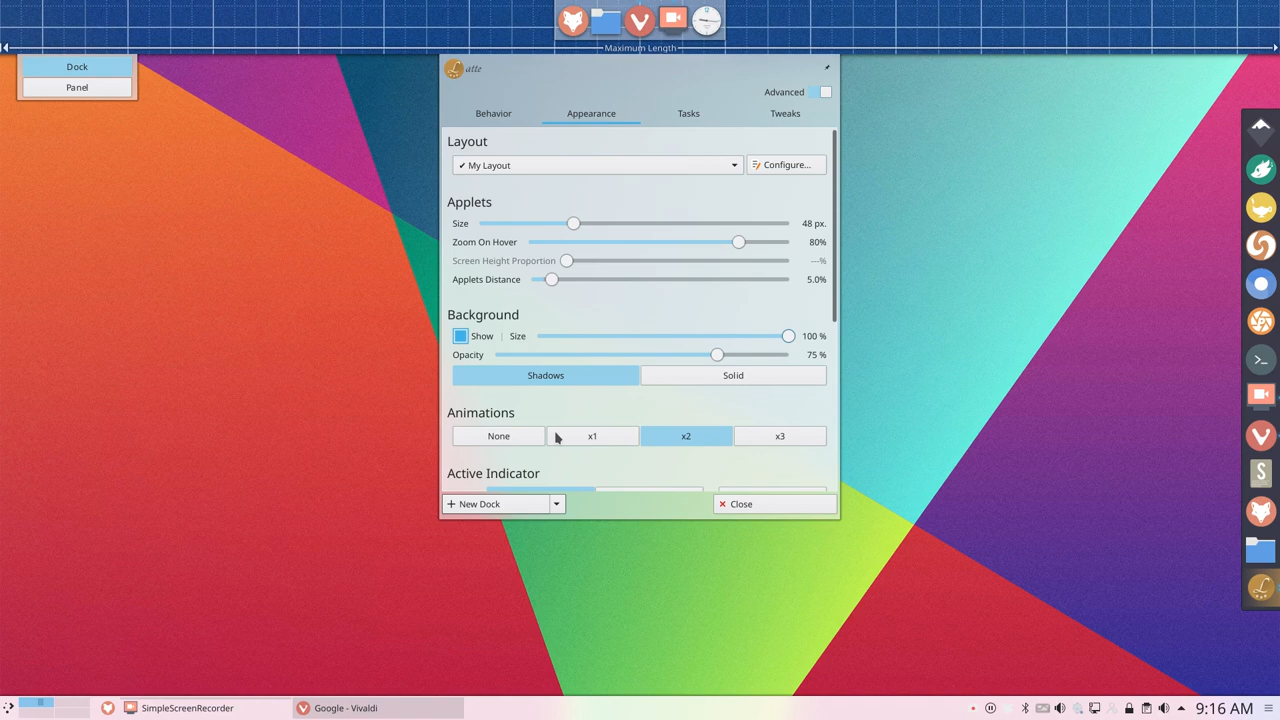 Maximum Length
Dock
Panel
Latte
Advanced
Behavior Appearance Tasks Tweaks
Layout
✔ My Layout Configure...
Applets
Size 48 px.
Zoom On Hover 80%
Screen Height Proportion ---%
Applets Distance 5.0%
Background
Show | Size 100 %
Opacity 75 %
Shadows Solid
Animations
None x1 x2 x3
Active Indicator
+ New Dock × Close
SimpleScreenRecorder Google - Vivaldi 9:16 AM